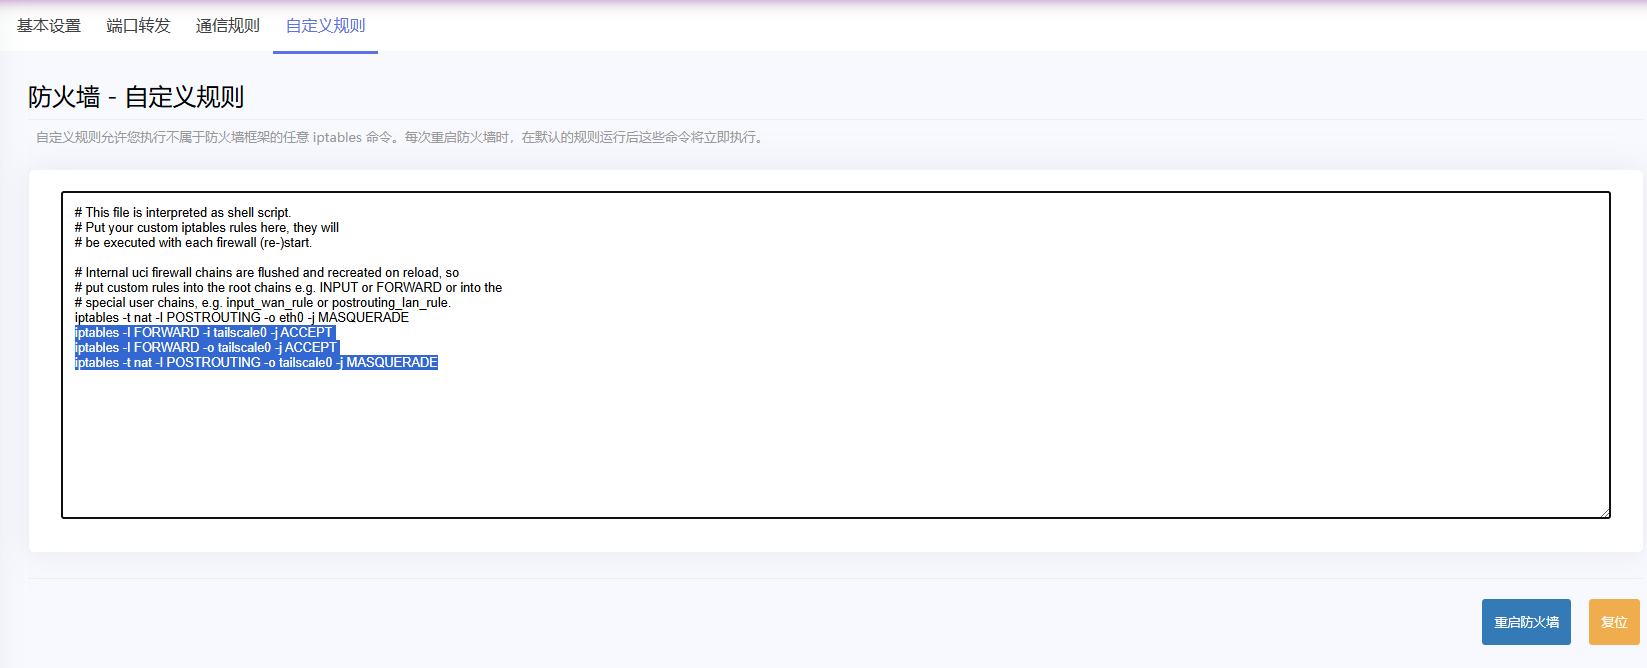 基本设置 端口转发 通信规则 自定义规则
防火墙 - 自定义规则
自定义规则允许您执行不属于防火墙框架的任意 iptables 命令。每次重启防火墙时，在默认的规则运行后这些命令将立即执行。
# This file is interpreted as shell script.
# Put your custom iptables rules here, they will
# be executed with each firewall (re-)start.
# Internal uci firewall chains are flushed and recreated on reload, so
# put custom rules into the root chains e.g. INPUT or FORWARD or into the
# special user chains, e.g. input_wan_rule or postrouting_lan_rule.
iptables -t nat -I POSTROUTING -o eth0 -j MASQUERADE
iptables -I FORWARD -i tailscale0 -j ACCEPT
iptables -I FORWARD -o tailscale0 -j ACCEPT
iptables -t nat -I POSTROUTING -o tailscale0 -j MASQUERADE
重启防火墙 复位